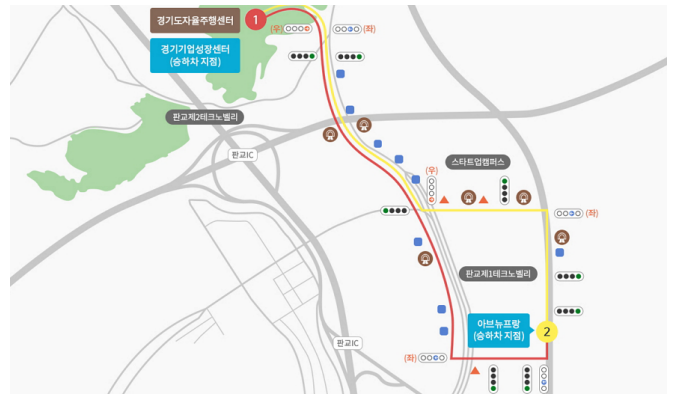 경기도자율주행센터
1
경기기업성장센터
(승하차 지점)
(우)
(좌)
판교제2테크노밸리
판교IC
스타트업캠퍼스
(우)
(좌)
판교제1테크노밸리
아브뉴프랑
(승하차 지점)
2
판교IC
(좌)